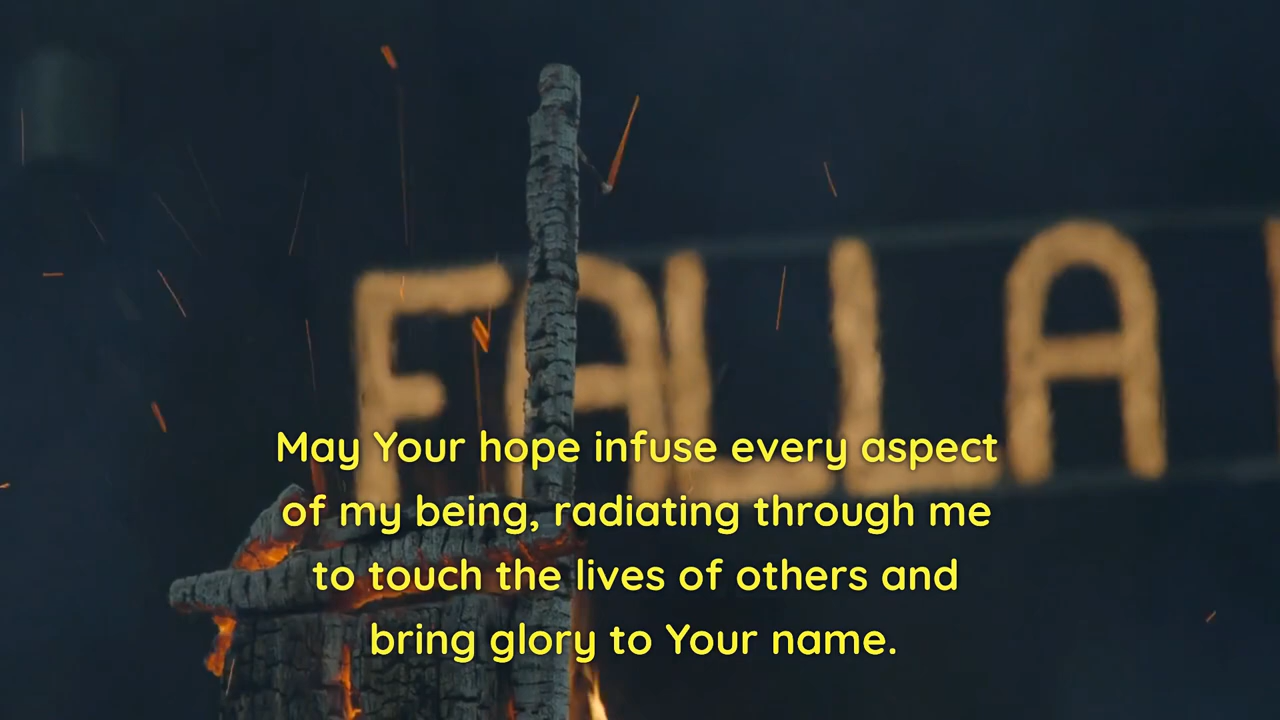 FALLA
May Your hope infuse every aspect
of my being, radiating through me
to touch the lives of others and
bring glory to Your name.